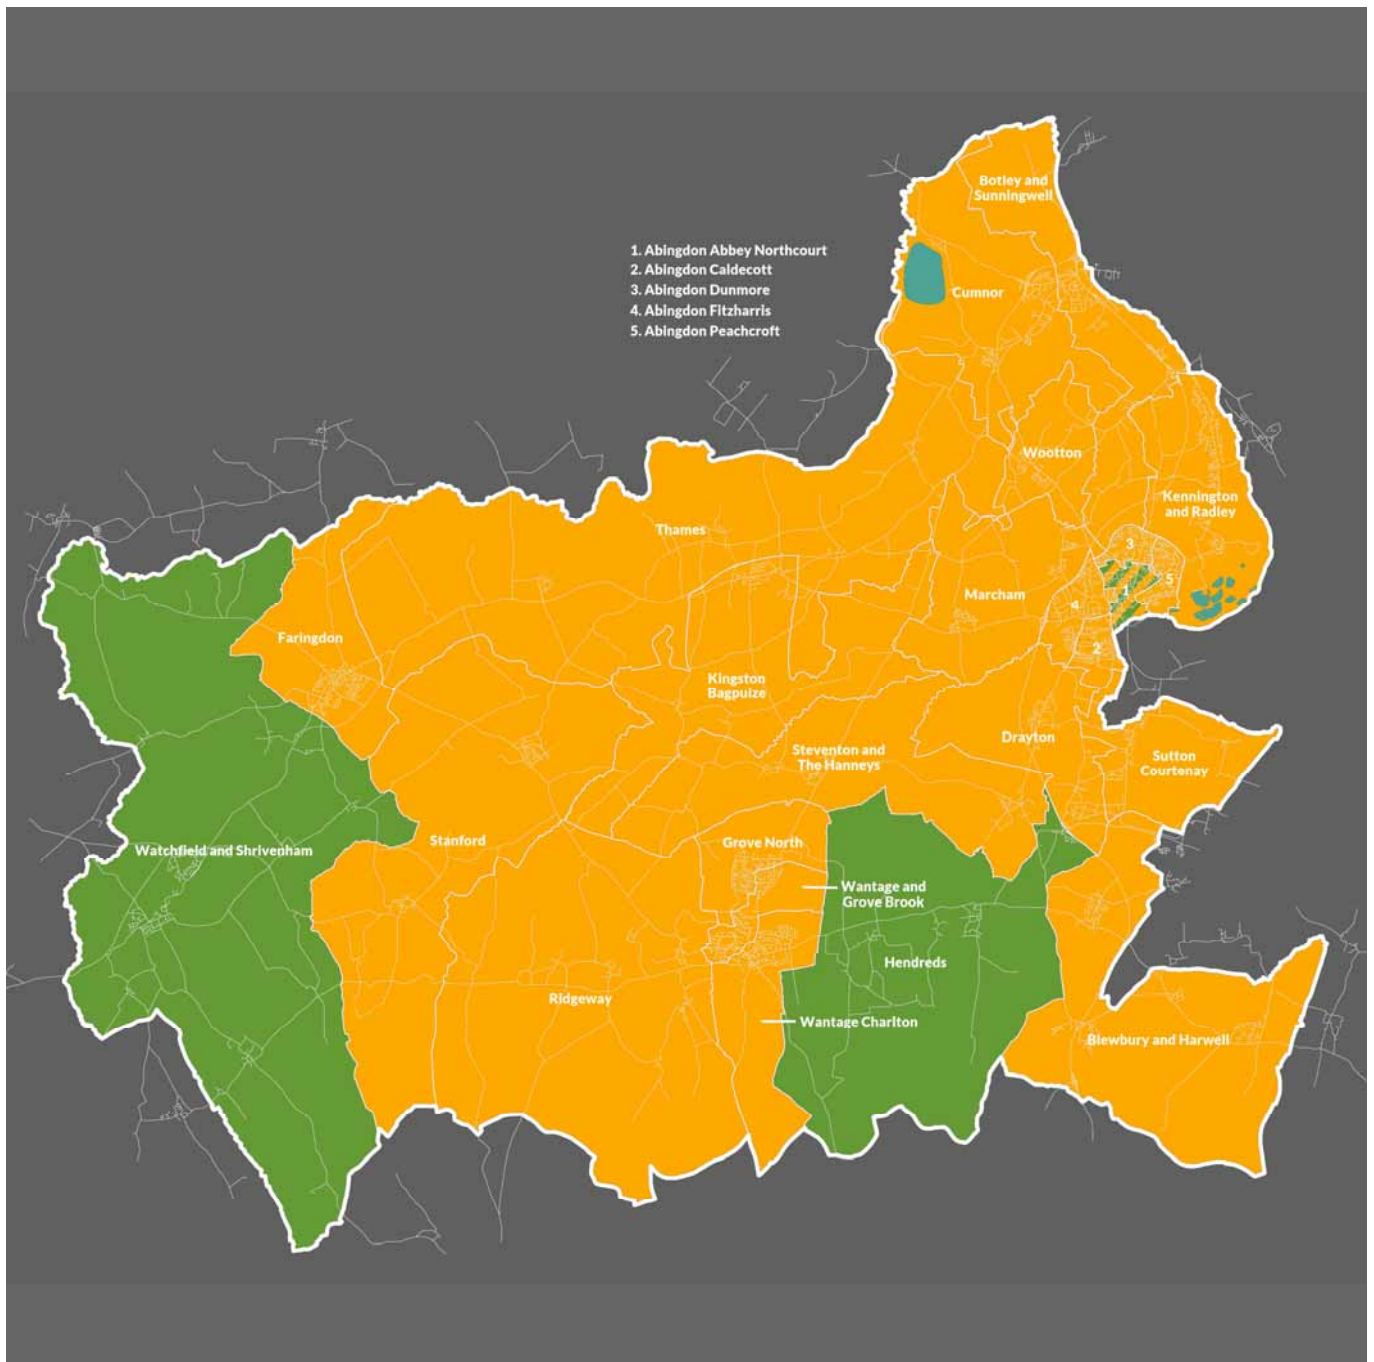 Botley and
Sunningwell
1. Abingdon Abbey Northcourt
2. Abingdon Caldecott
3. Abingdon Dunmore
4. Abingdon Fitzharris
5. Abingdon Peachcroft
Cumnor
Wootton
Kennington
and Radley
Thames
3
5
1
Marcham
4
Faringdon
2
Kingston
Bagpuize
Drayton
Steventon and
The Hanneys
Sutton
Courtenay
Stanford
Grove North
Watchfield and Shrivenham
Wantage and
Grove Brook
Hendreds
Ridgeway
Wantage Charlton
Blewbury and Harwell